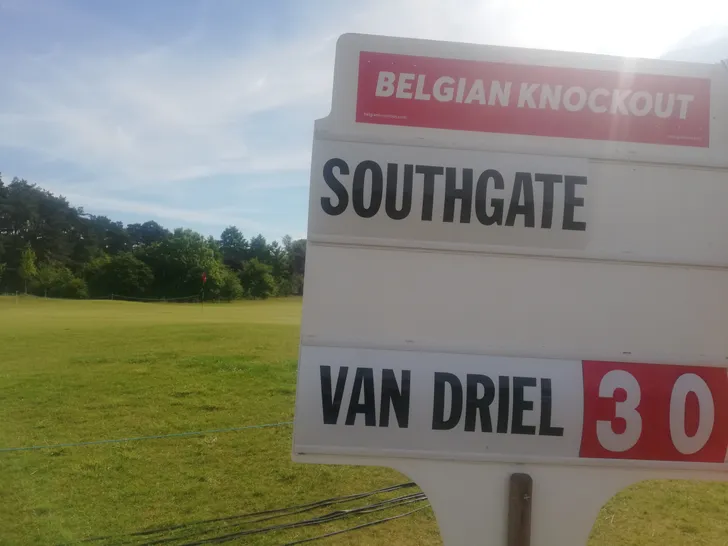 BELGIAN KNOCKOUT
SOUTHGATE
VAN DRIEL 3 0